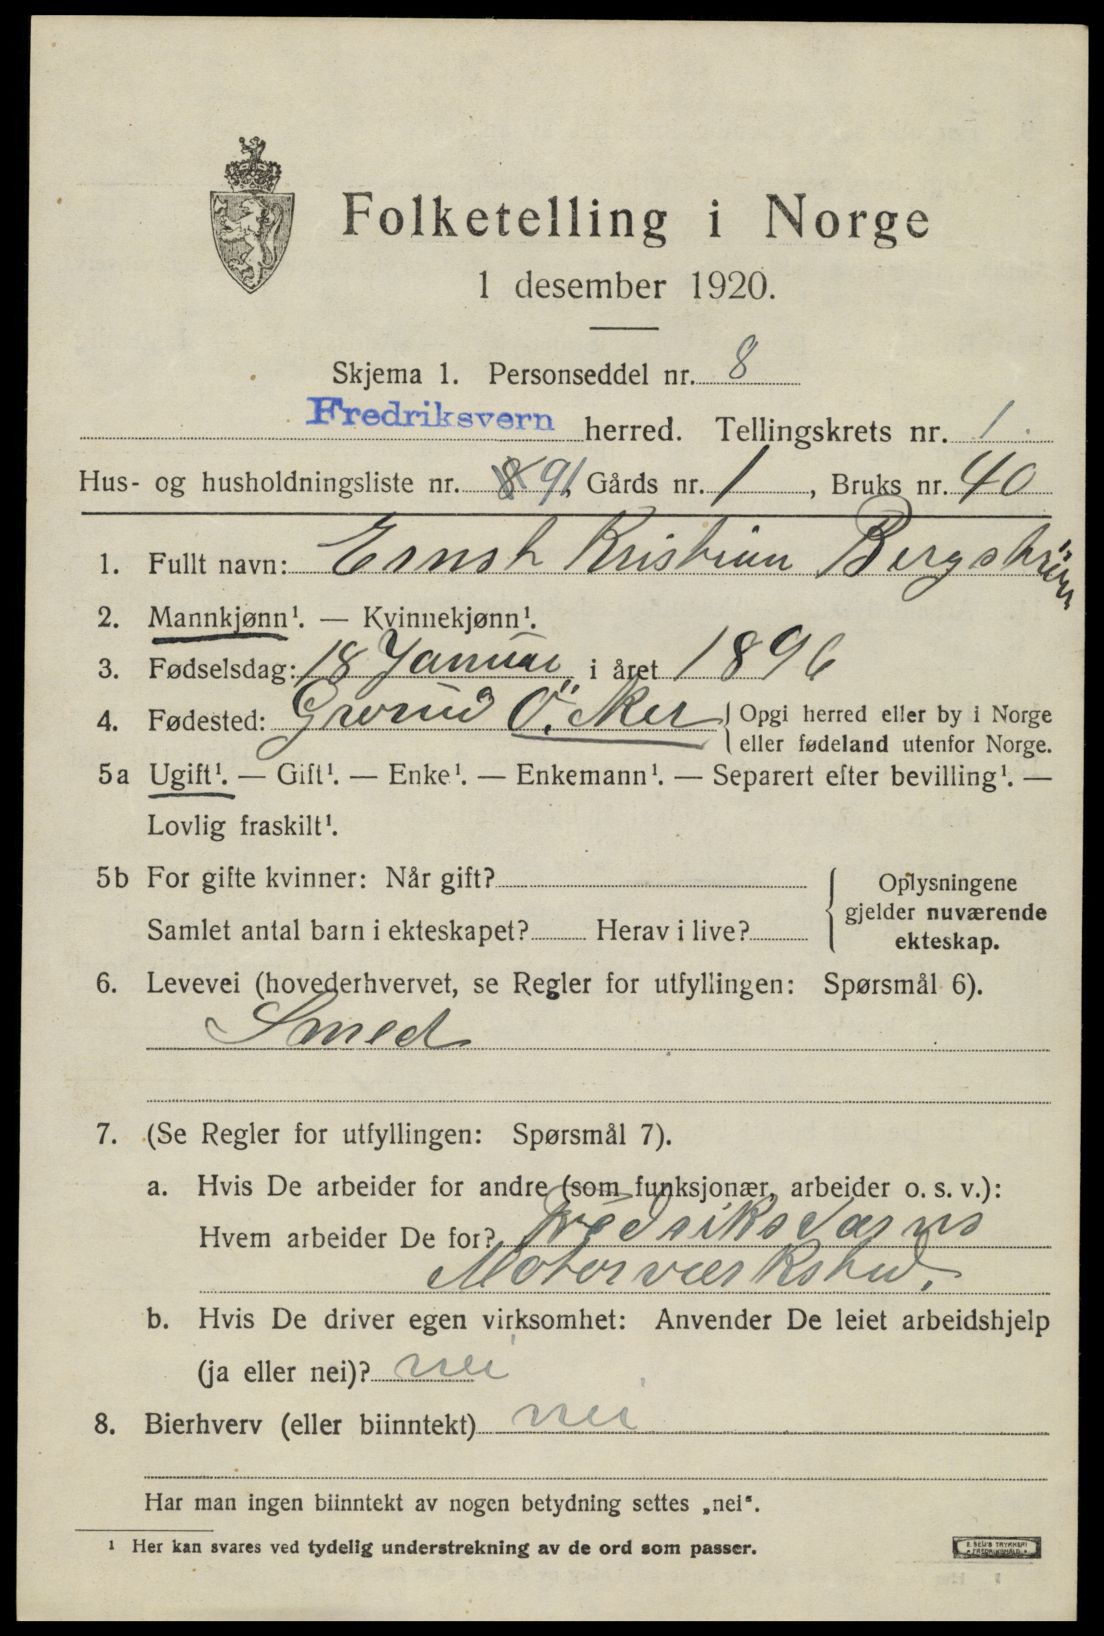 Folketelling i Norge
1 desember 1920.
Skjema 1. Personseddel nr. 8
Fredriksvern herred. Tellingskrets nr. 1.
Hus- og husholdningsliste nr. 8 91, Gårds nr. 1, Bruks nr. 40
1. Fullt navn: Ernst Kristian Bergström
2. Mannkjønn¹. — Kvinnekjønn¹.
3. Fødselsdag: 18 Januar i året 1896
4. Fødested: Grorud Ö. Aker { Opgi herred eller by i Norge
eller fødeland utenfor Norge.
5a Ugift¹. — Gift¹. — Enke¹. — Enkemann¹. — Separert efter bevilling¹. —
Lovlig fraskilt¹.
5b For gifte kvinner: Når gift?
Samlet antal barn i ekteskapet? Herav i live?
{ Oplysningene
gjelder nuværende
ekteskap.
6. Levevei (hovederhvervet, se Regler for utfyllingen: Spørsmål 6).
Smed
7. (Se Regler for utfyllingen: Spørsmål 7).
a. Hvis De arbeider for andre (som funksjonær, arbeider o. s. v.):
Hvem arbeider De for? Fredriksværns
Motorværksted.
b. Hvis De driver egen virksomhet: Anvender De leiet arbeidshjelp
(ja eller nei)? nei
8. Bierhverv (eller biinntekt) nei
Har man ingen biinntekt av nogen betydning settes „nei".
¹ Her kan svares ved tydelig understrekning av de ord som passer.
E. SEM'S TRYKKERI
FREDRIKSHALD